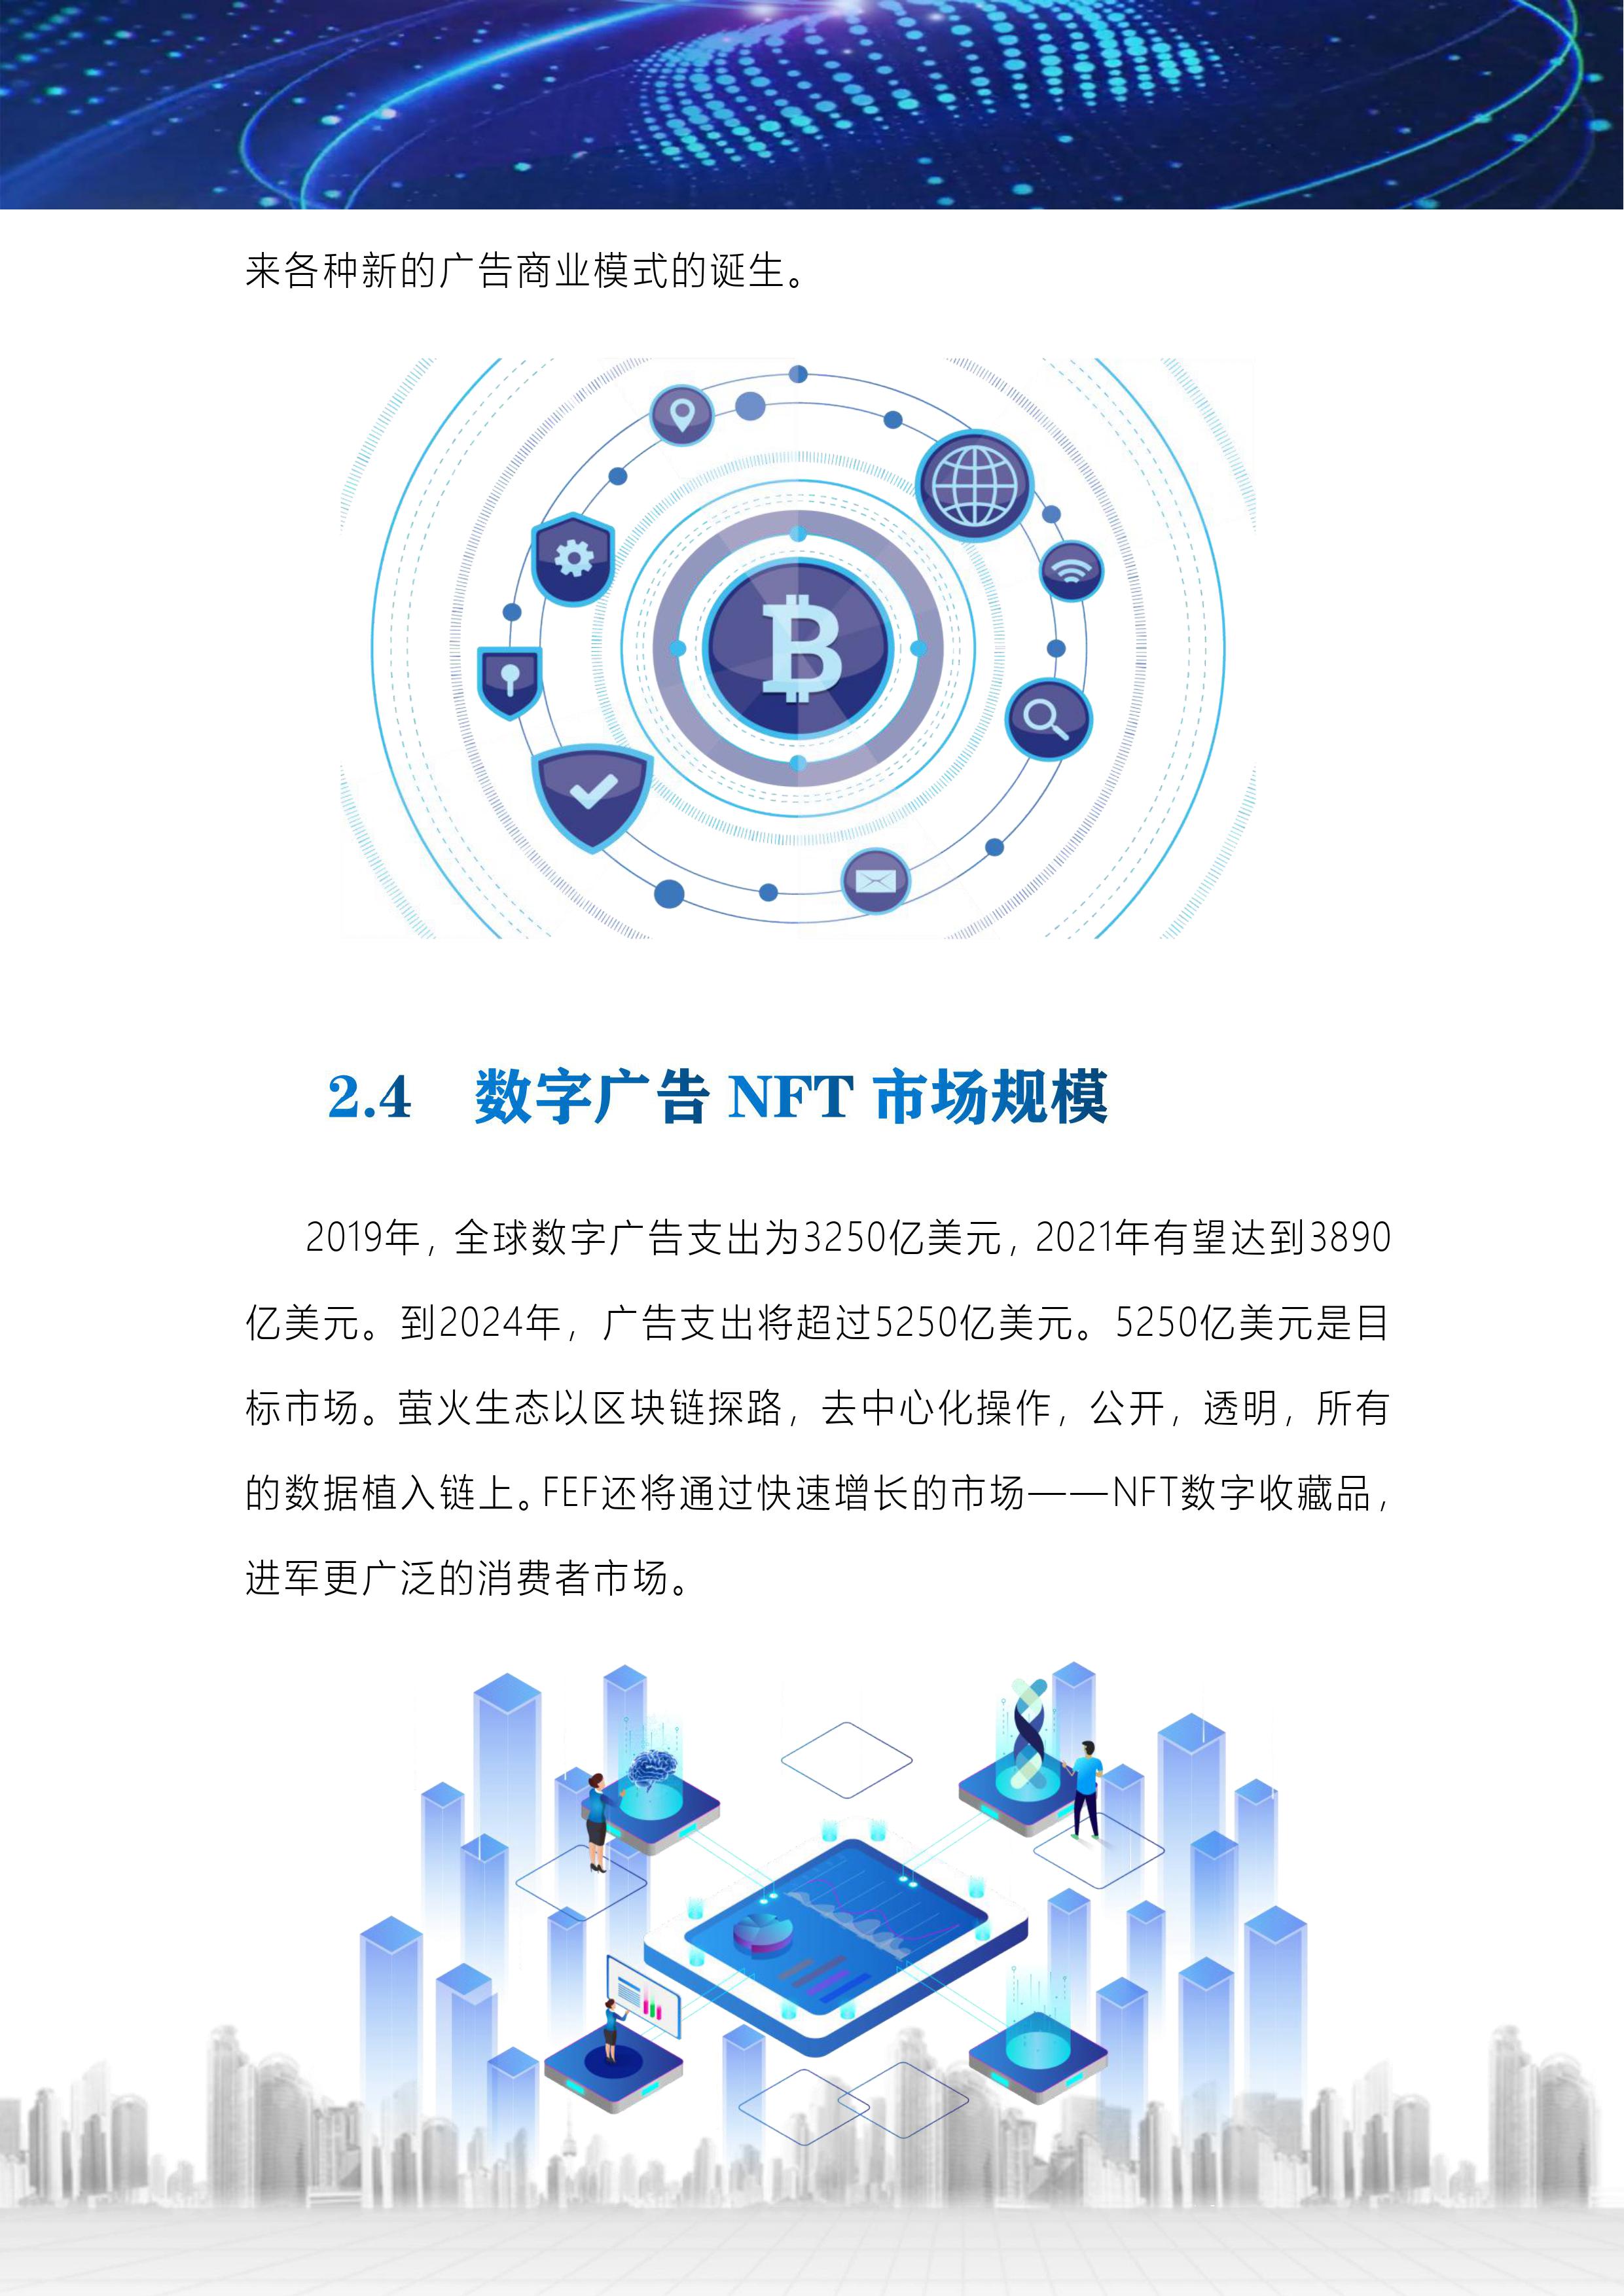 来各种新的广告商业模式的诞生。
2.4 数字广告 NFT 市场规模
2019年，全球数字广告支出为3250亿美元，2021年有望达到3890
亿美元。到2024年，广告支出将超过5250亿美元。5250亿美元是目
标市场。萤火生态以区块链探路，去中心化操作，公开，透明，所有
的数据植入链上。FEF还将通过快速增长的市场——NFT数字收藏品，
进军更广泛的消费者市场。